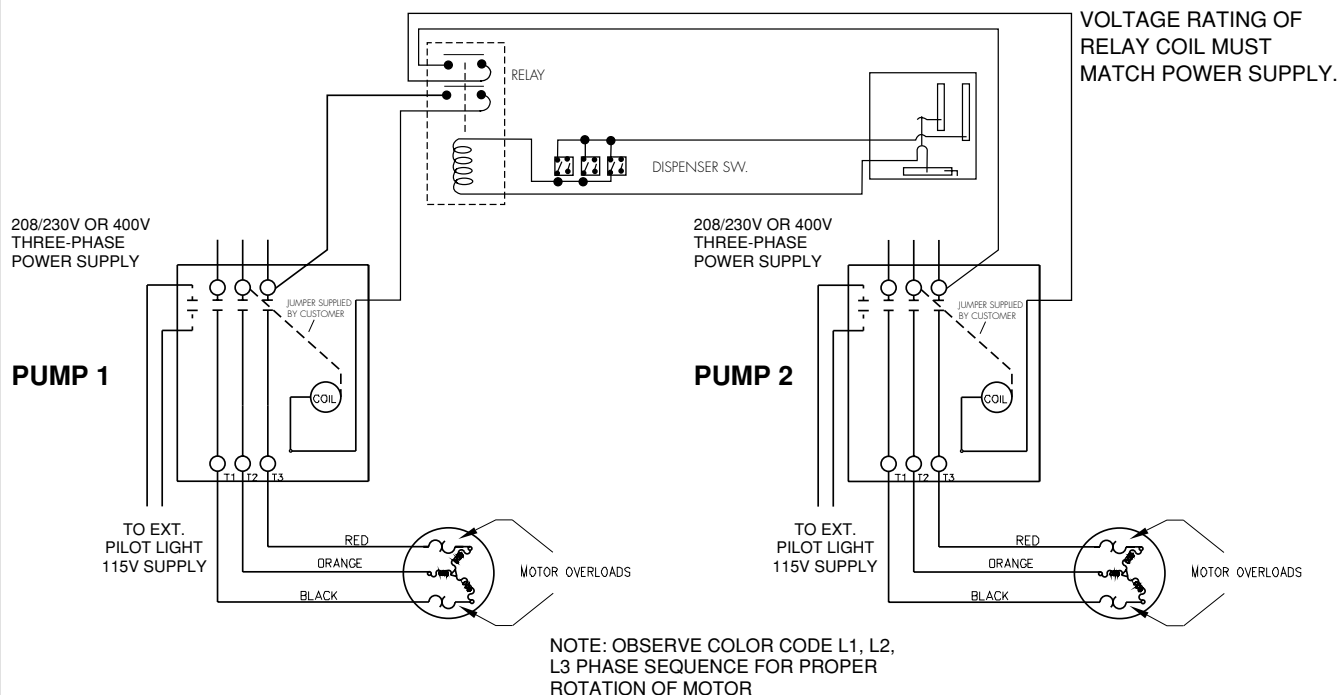 VOLTAGE RATING OF
RELAY COIL MUST
MATCH POWER SUPPLY.
RELAY
DISPENSER SW.
208/230V OR 400V
THREE-PHASE
POWER SUPPLY
208/230V OR 400V
THREE-PHASE
POWER SUPPLY
JUMPER SUPPLIED
BY CUSTOMER
JUMPER SUPPLIED
BY CUSTOMER
PUMP 1
PUMP 2
COIL
COIL
T1 T2 T3
T1 T2 T3
TO EXT.
PILOT LIGHT
115V SUPPLY
RED
ORANGE
BLACK
MOTOR OVERLOADS
TO EXT.
PILOT LIGHT
115V SUPPLY
RED
ORANGE
BLACK
MOTOR OVERLOADS
NOTE: OBSERVE COLOR CODE L1, L2,
L3 PHASE SEQUENCE FOR PROPER
ROTATION OF MOTOR